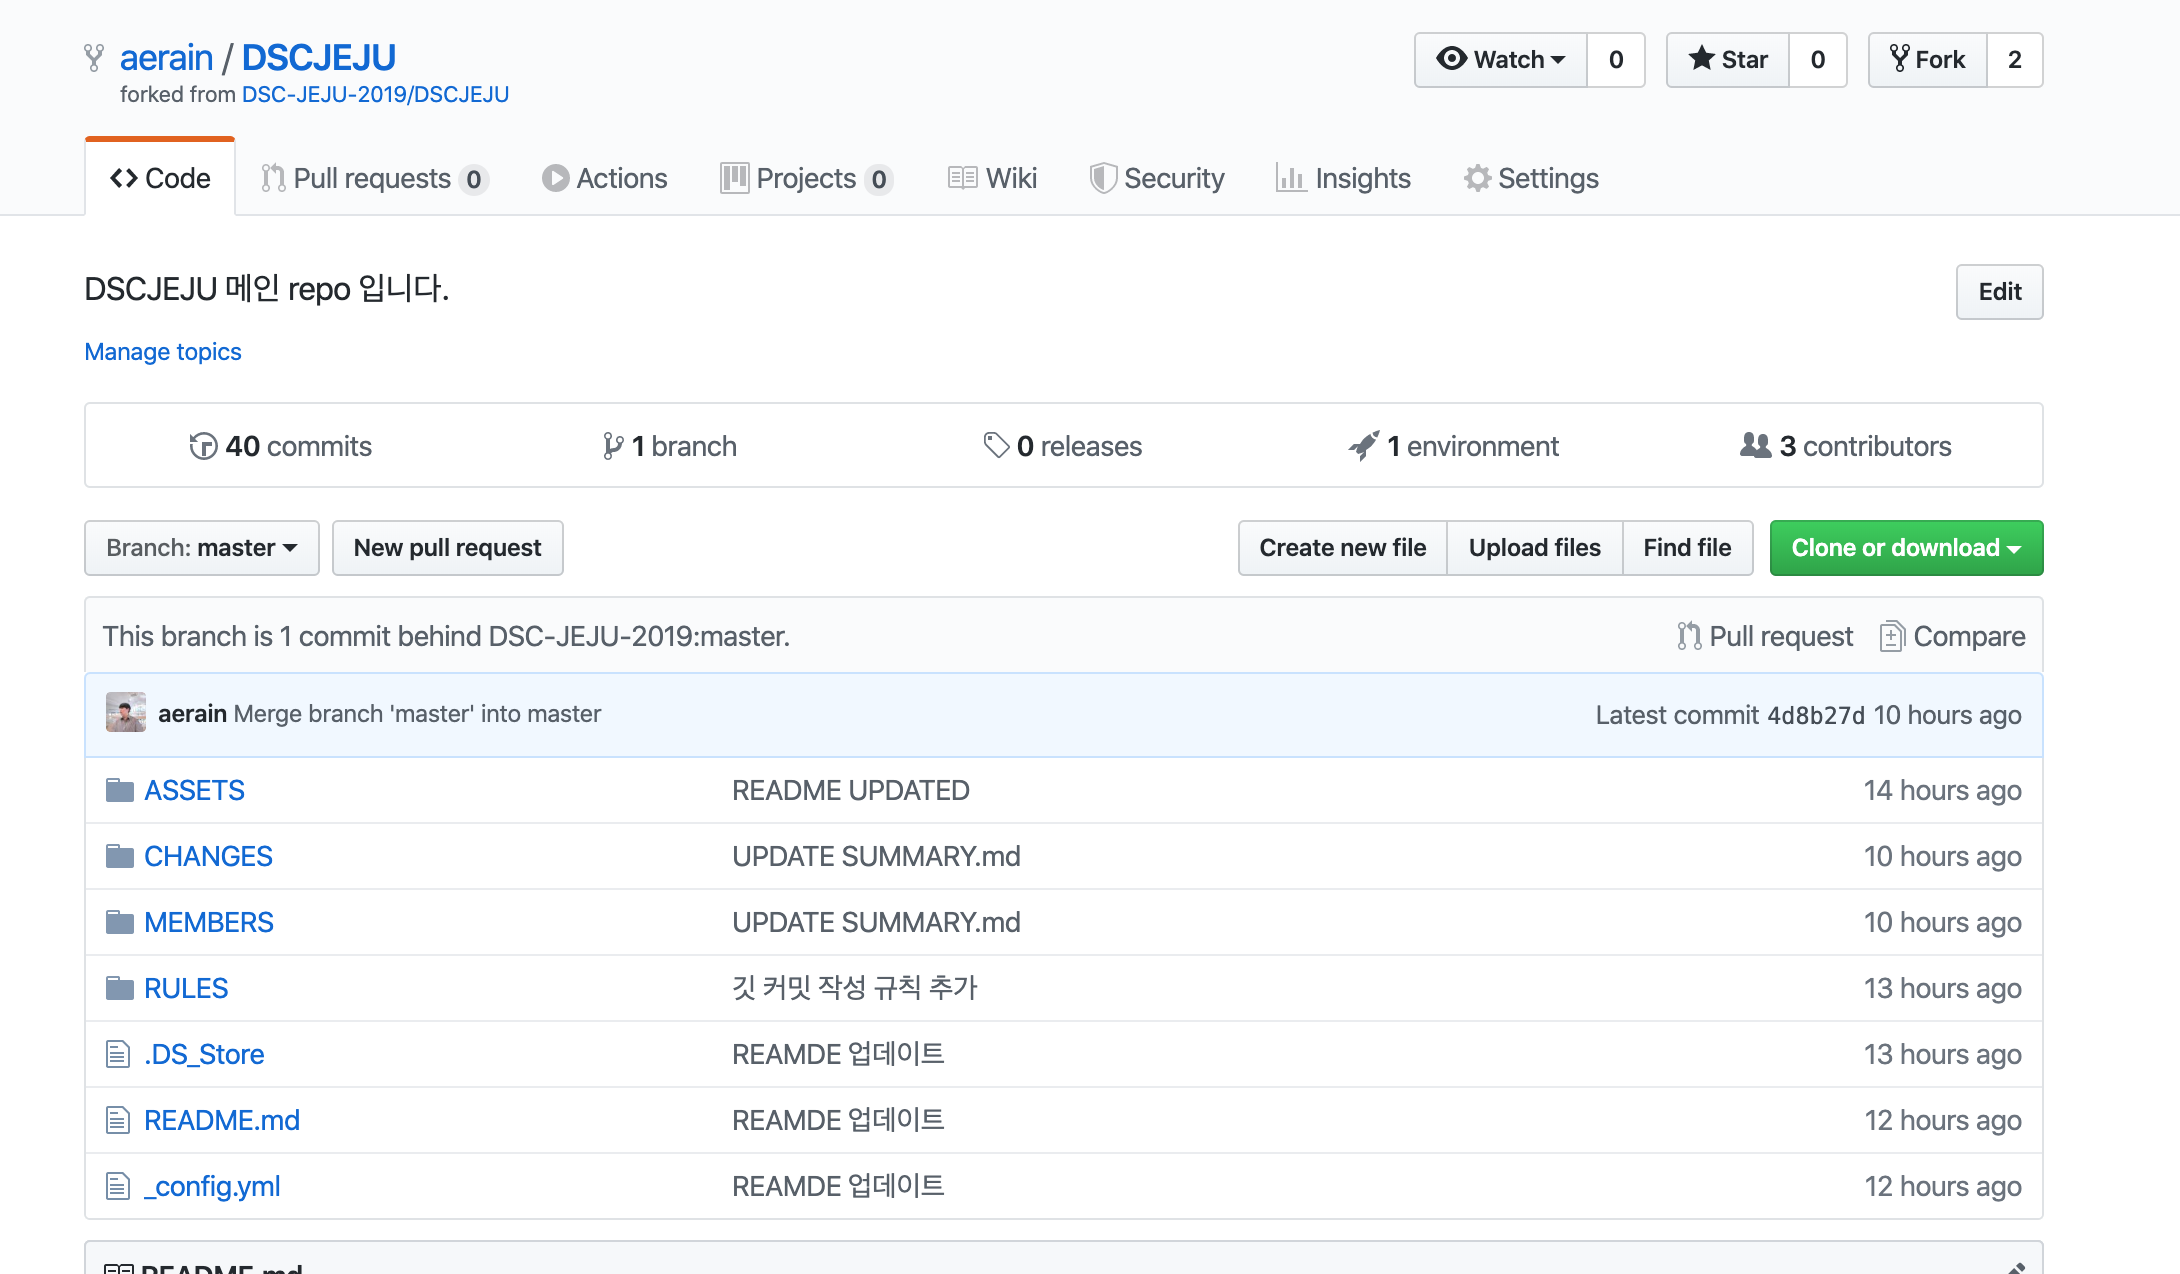 aerain / DSCJEJU
Watch 0 Star 0 Fork 2
forked from DSC-JEJU-2019/DSCJEJU
Code Pull requests 0 Actions Projects 0 Wiki Security Insights Settings
DSCJEJU 메인 repo 입니다.
Edit
Manage topics
40 commits 1 branch 0 releases 1 environment 3 contributors
Branch: master New pull request Create new file Upload files Find file Clone or download
This branch is 1 commit behind DSC-JEJU-2019:master. Pull request Compare
aerain Merge branch 'master' into master Latest commit 4d8b27d 10 hours ago
ASSETS README UPDATED 14 hours ago
CHANGES UPDATE SUMMARY.md 10 hours ago
MEMBERS UPDATE SUMMARY.md 10 hours ago
RULES 깃 커밋 작성 규칙 추가 13 hours ago
.DS_Store REAMDE 업데이트 13 hours ago
README.md REAMDE 업데이트 12 hours ago
_config.yml REAMDE 업데이트 12 hours ago
README.md